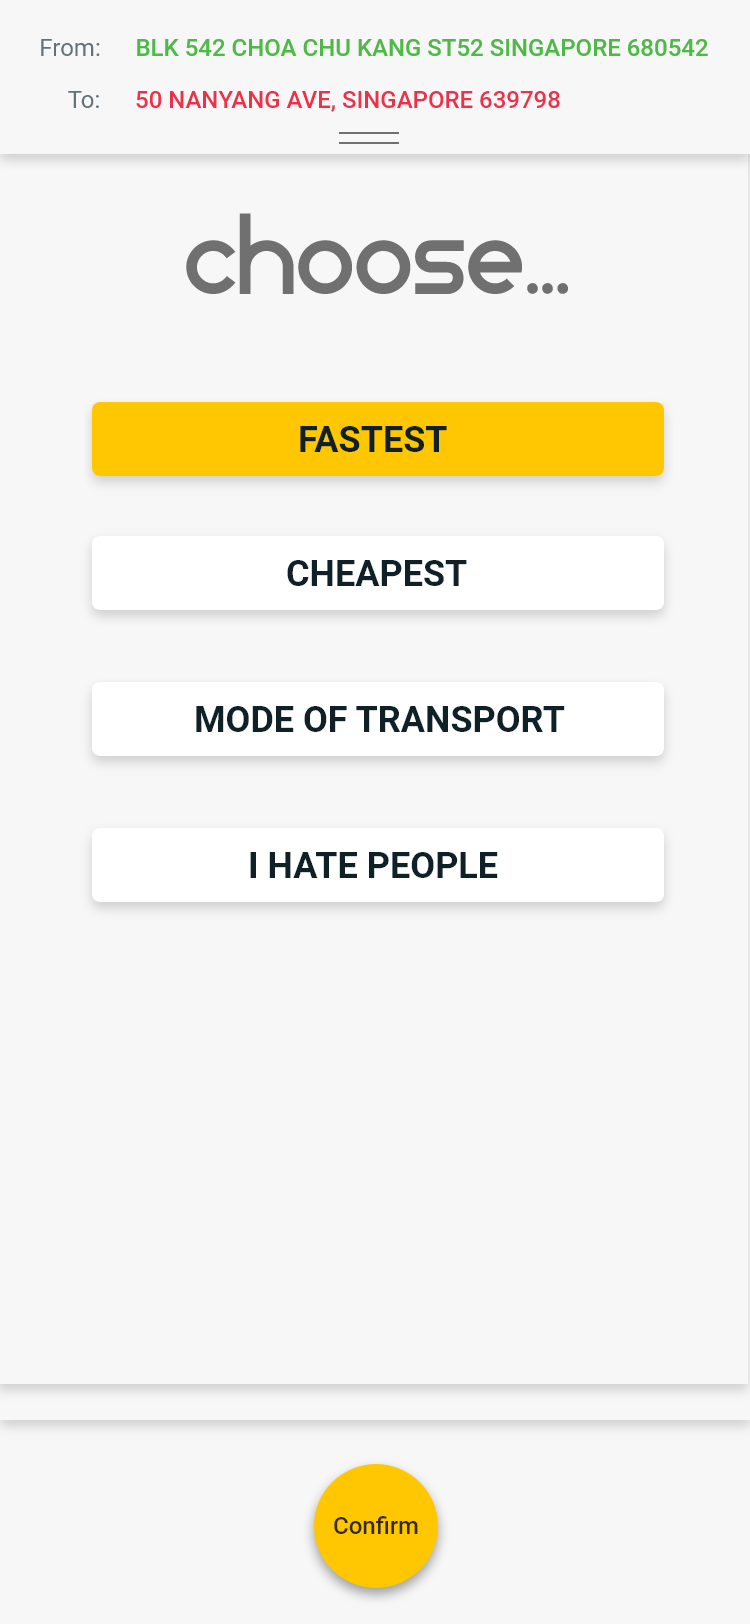 From: BLK 542 CHOA CHU KANG ST52 SINGAPORE 680542
To: 50 NANYANG AVE, SINGAPORE 639798
choose...
FASTEST
CHEAPEST
MODE OF TRANSPORT
I HATE PEOPLE
Confirm